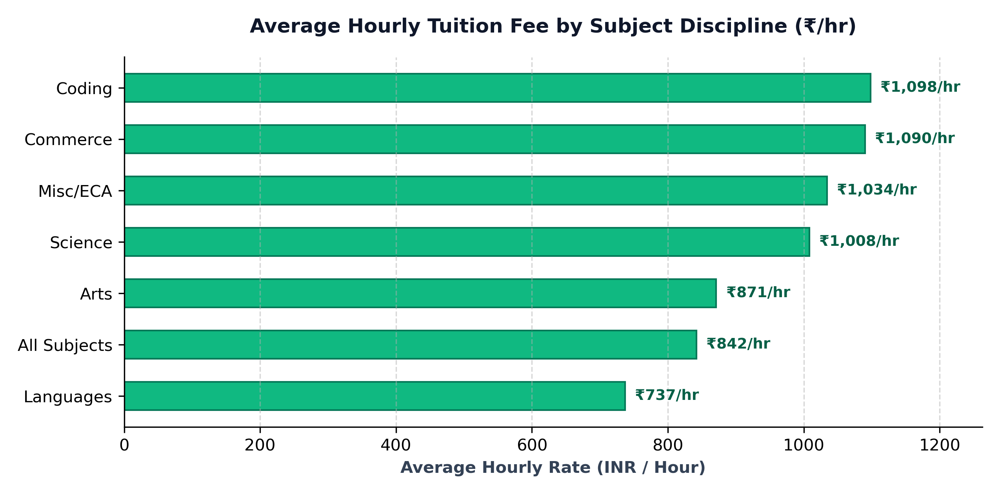 Average Hourly Tuition Fee by Subject Discipline (₹/hr)
Coding ₹1,098/hr
Commerce ₹1,090/hr
Misc/ECA ₹1,034/hr
Science ₹1,008/hr
Arts ₹871/hr
All Subjects ₹842/hr
Languages ₹737/hr
0 200 400 600 800 1000 1200
Average Hourly Rate (INR / Hour)